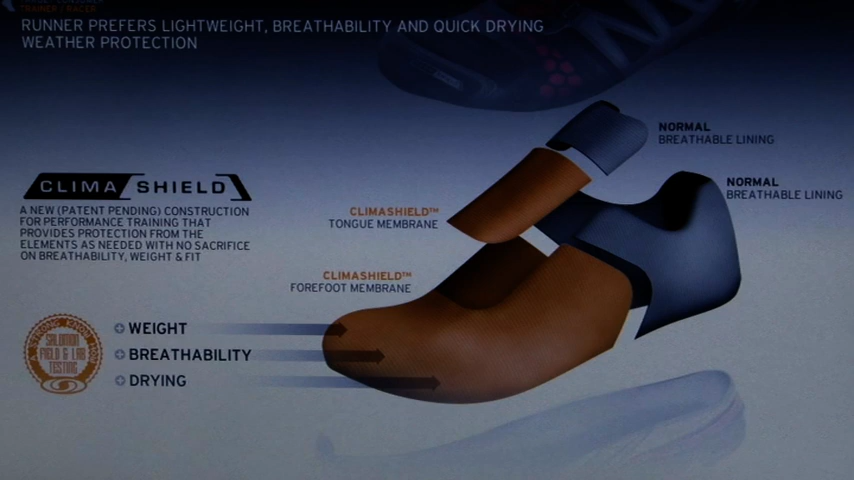 TRAINER / RACER
RUNNER PREFERS LIGHTWEIGHT, BREATHABILITY AND QUICK DRYING
WEATHER PROTECTION
NORMAL
BREATHABLE LINING
NORMAL
BREATHABLE LINING
CLIMA SHIELD
A NEW (PATENT PENDING) CONSTRUCTION
FOR PERFORMANCE TRAINING THAT
PROVIDES PROTECTION FROM THE
ELEMENTS AS NEEDED WITH NO SACRIFICE
ON BREATHABILITY, WEIGHT & FIT
CLIMASHIELD™
TONGUE MEMBRANE
CLIMASHIELD™
FOREFOOT MEMBRANE
SALOMON
FIELD & LAB
TESTING
WEIGHT
BREATHABILITY
DRYING